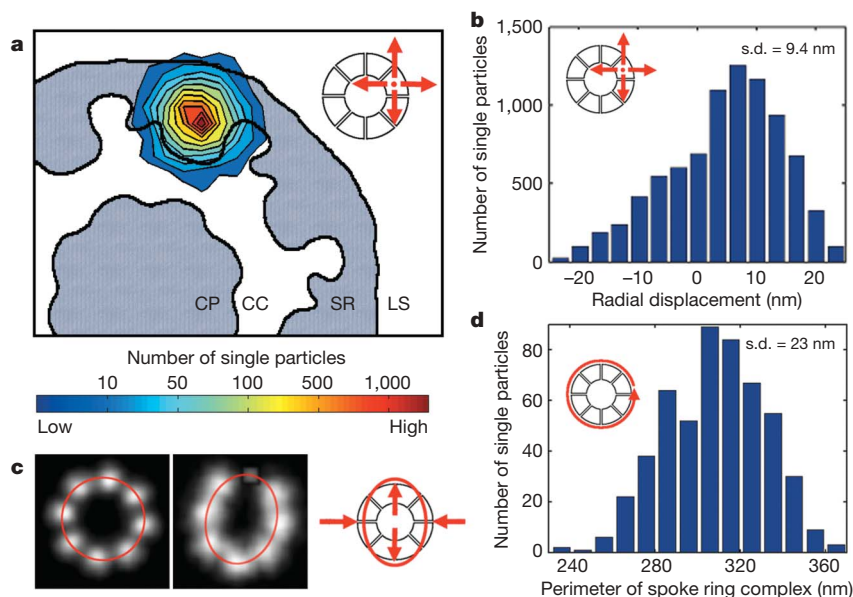 a
CP CC SR LS
Number of single particles
10 50 100 500 1,000
Low High
b
1,500
1,000
500
0
Number of single particles
s.d. = 9.4 nm
–20 –10 0 10 20
Radial displacement (nm)
c
d
80
60
40
20
0
Number of single particles
s.d. = 23 nm
280 240 320 360
Perimeter of spoke ring complex (nm)